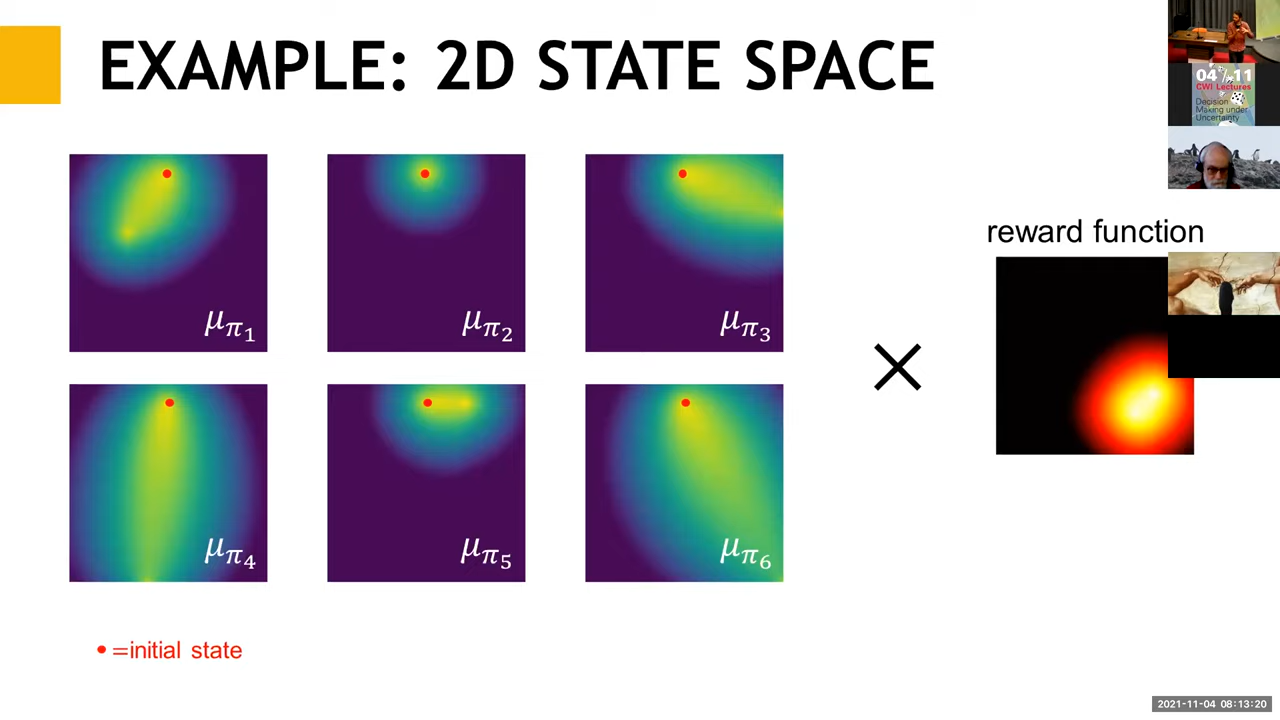 EXAMPLE: 2D STATE SPACE
04/11
CWI Lectures
Decision
Making under
Uncertainty
reward function
μπ1
μπ2
μπ3
×
μπ4
μπ5
μπ6
=initial state
2021-11-04 08:13:20